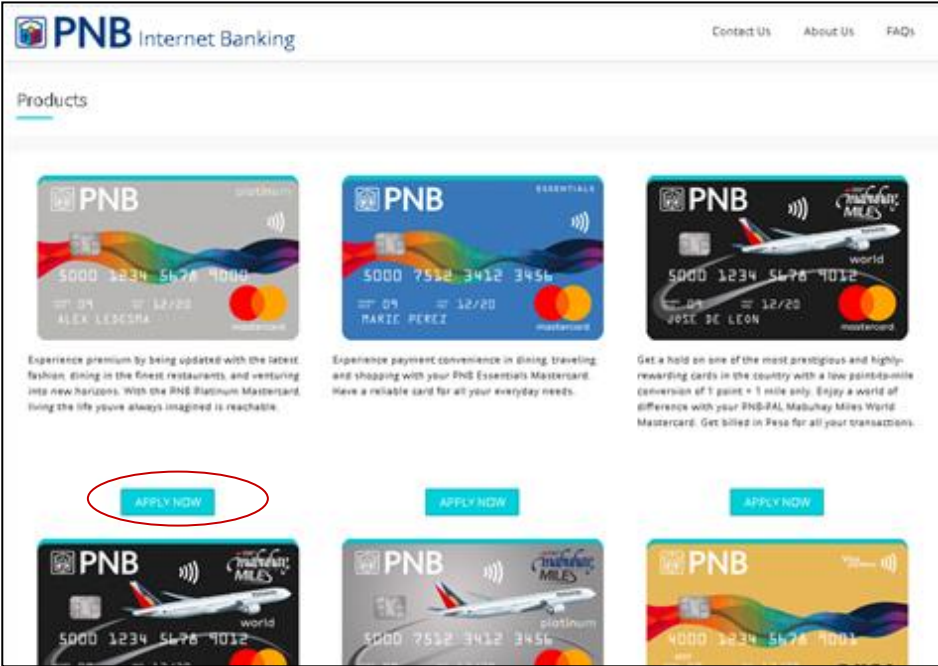 PNB Internet Banking
Contact Us
About Us
FAQs
Products
PNB
platinum
5000 1234 5678 9000
09 12/20
ALEX LEDESMA
mastercard
PNB
ESSENTIALS
5000 7512 3412 3456
09 12/20
MARIE PEREZ
mastercard
PNB
mabuhay
MILES
world
5000 1234 5678 9012
09 12/20
JOSE DE LEON
mastercard
Experience premium by being updated with the latest
fashion, dining in the finest restaurants, and venturing
into new horizons. With the PNB Platinum Mastercard
living the life youve always imagined is reachable.
Experience payment convenience in dining, traveling
and shopping with your PNB Essentials Mastercard.
Have a reliable card for all your everyday needs.
Get a hold on one of the most prestigious and highly-
rewarding cards in the country with a low point-to-mile
conversion of 1 point = 1 mile only. Enjoy a world of
difference with your PNB-PAL Mabuhay Miles World
Mastercard. Get billed in Peso for all your transactions.
APPLY NOW
APPLY NOW
APPLY NOW
PNB
mabuhay
MILES
world
5000 1234 5678 9012
PNB
mabuhay
MILES
platinum
5000 7512 3412 3456
PNB
4000 1234 5678 9001